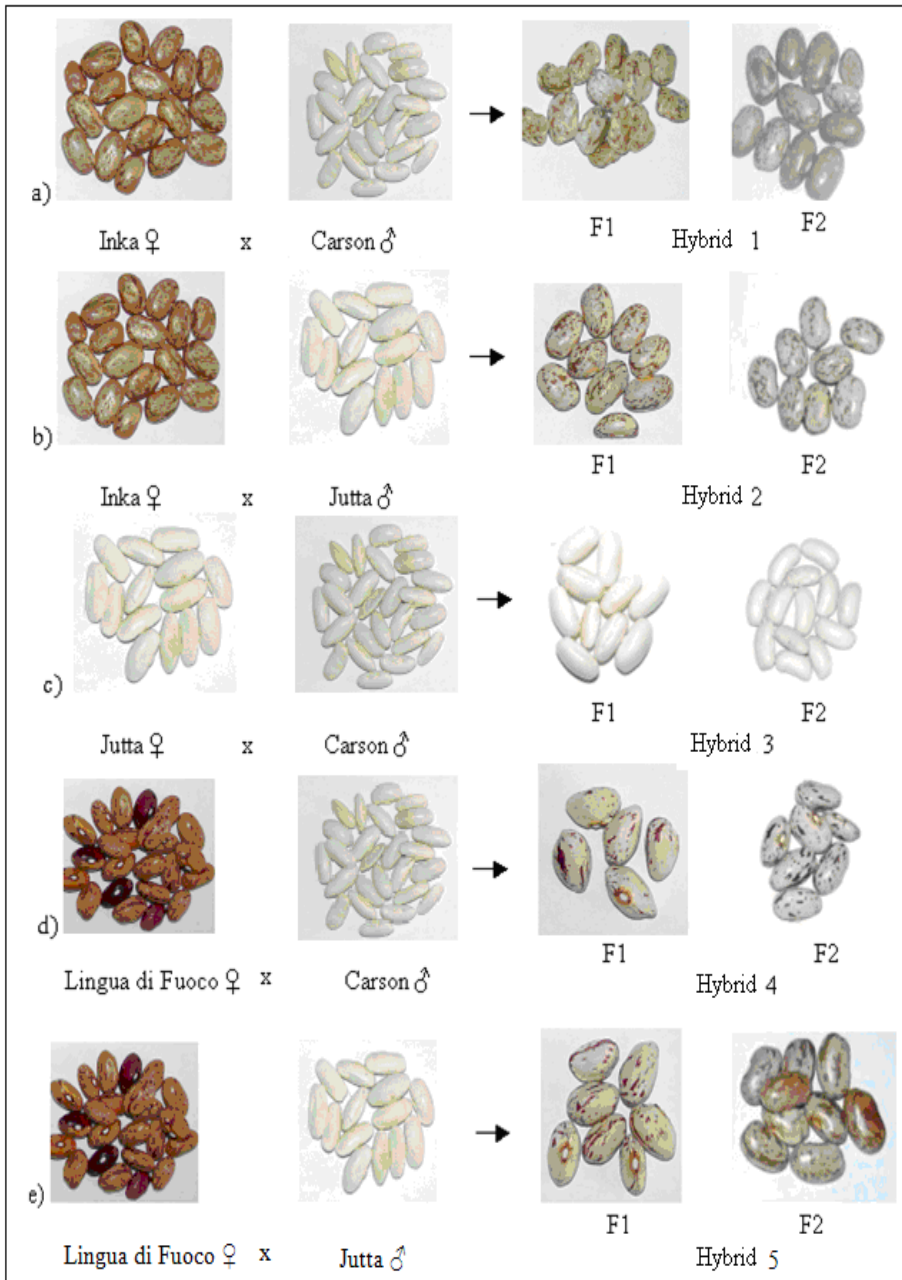 a)
Inka ♀ x Carson ♂ F1 Hybrid 1 F2
b)
Inka ♀ x Jutta ♂ F1 Hybrid 2 F2
c)
Jutta ♀ x Carson ♂ F1 Hybrid 3 F2
d)
Lingua di Fuoco ♀ x Carson ♂ F1 Hybrid 4 F2
e)
Lingua di Fuoco ♀ x Jutta ♂ F1 Hybrid 5 F2